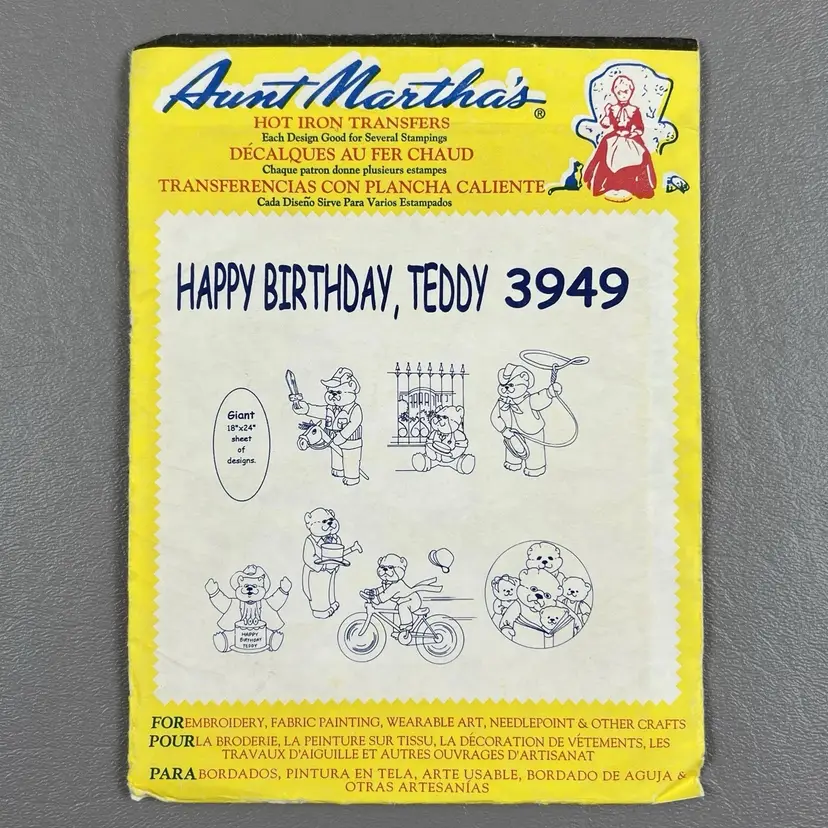 Aunt Martha's®
HOT IRON TRANSFERS
Each Design Good for Several Stampings
DÉCALQUES AU FER CHAUD
Chaque patron donne plusieurs estampes
TRANSFERENCIAS CON PLANCHA CALIENTE
Cada Diseño Sirve Para Varios Estampados
HAPPY BIRTHDAY, TEDDY 3949
Giant
18"x24"
sheet
of
designs.
HAPPY
BIRTHDAY
TEDDY
FOR EMBROIDERY, FABRIC PAINTING, WEARABLE ART, NEEDLEPOINT & OTHER CRAFTS
POUR LA BRODERIE, LA PEINTURE SUR TISSU, LA DÉCORATION DE VÉTEMENTS, LES
TRAVAUX D'AIGUILLE ET AUTRES OUVRAGES D'ARTISANAT
PARA BORDADOS, PINTURA EN TELA, ARTE USABLE, BORDADO DE AGUJA &
OTRAS ARTESANÍAS